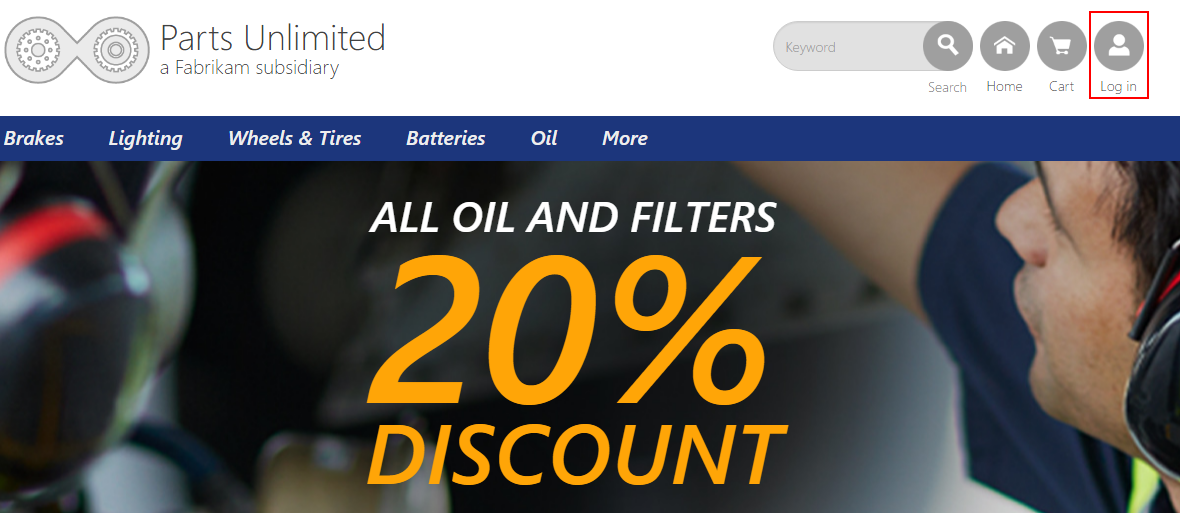 Parts Unlimited
a Fabrikam subsidiary
Keyword
Search
Home
Cart
Log in
Brakes
Lighting
Wheels & Tires
Batteries
Oil
More
ALL OIL AND FILTERS
20%
DISCOUNT